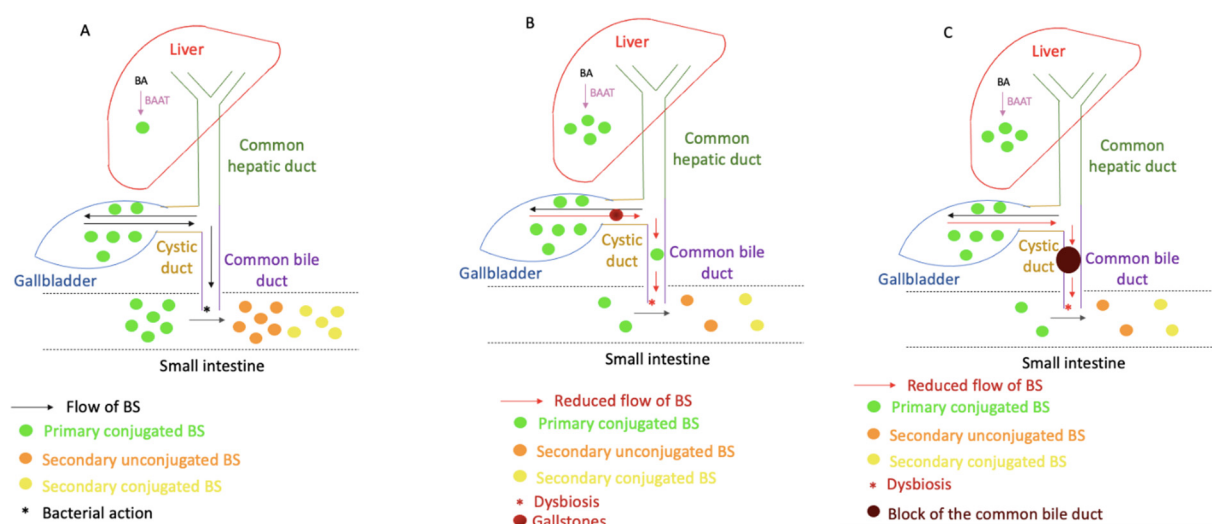 A
Liver
BA
BAAT
Common
hepatic duct
Cystic
duct
Common bile
duct
Gallbladder
*
Small intestine
Flow of BS
Primary conjugated BS
Secondary unconjugated BS
Secondary conjugated BS
* Bacterial action
B
Liver
BA
BAAT
Common
hepatic duct
Cystic
duct
Common bile
duct
Gallbladder
*
Small intestine
Reduced flow of BS
Primary conjugated BS
Secondary unconjugated BS
Secondary conjugated BS
* Dysbiosis
Gallstones
C
Liver
BA
BAAT
Common
hepatic duct
Cystic
duct
Common bile
duct
Gallbladder
*
Small intestine
Reduced flow of BS
Primary conjugated BS
Secondary unconjugated BS
Secondary conjugated BS
* Dysbiosis
Block of the common bile duct